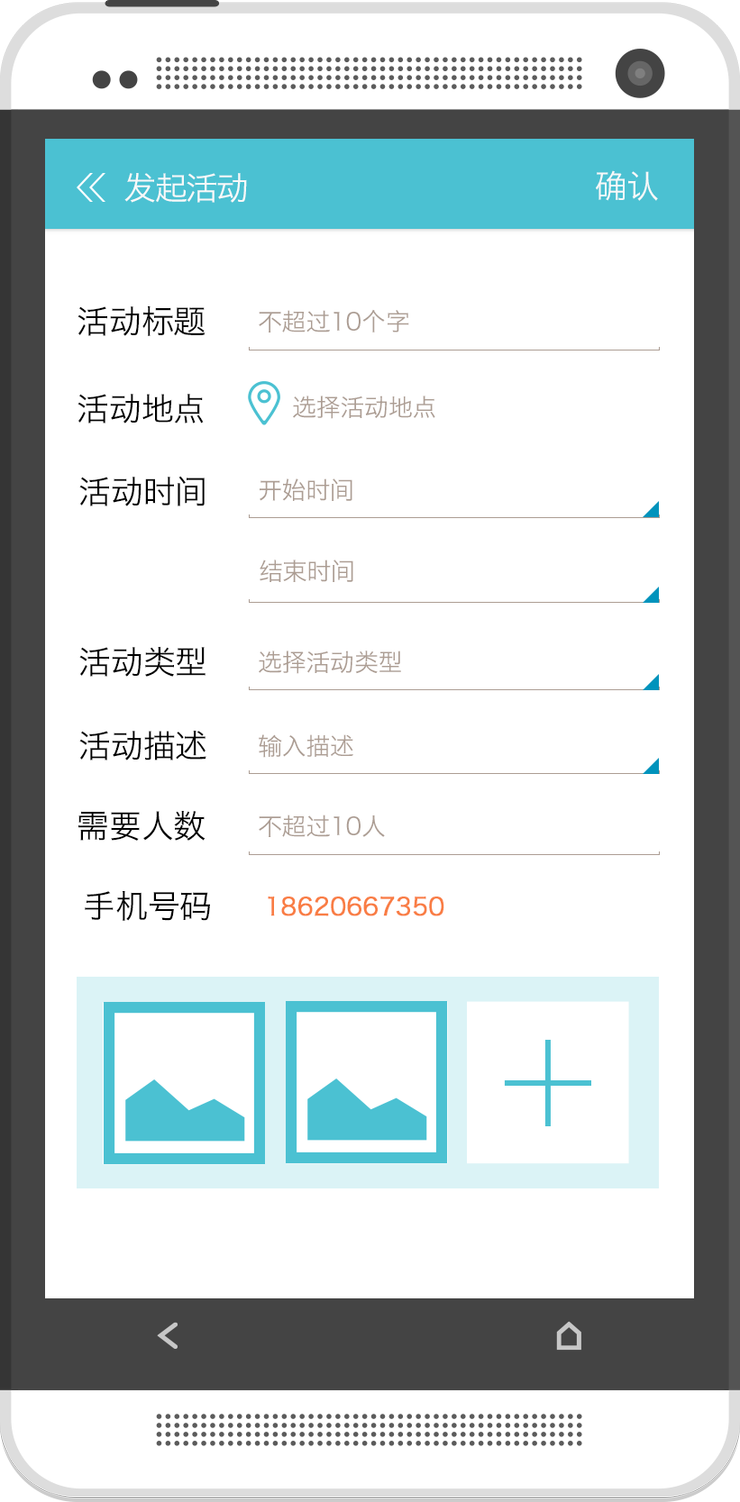 发起活动 确认
活动标题 不超过10个字
活动地点 选择活动地点
活动时间 开始时间
结束时间
活动类型 选择活动类型
活动描述 输入描述
需要人数 不超过10人
手机号码 18620667350